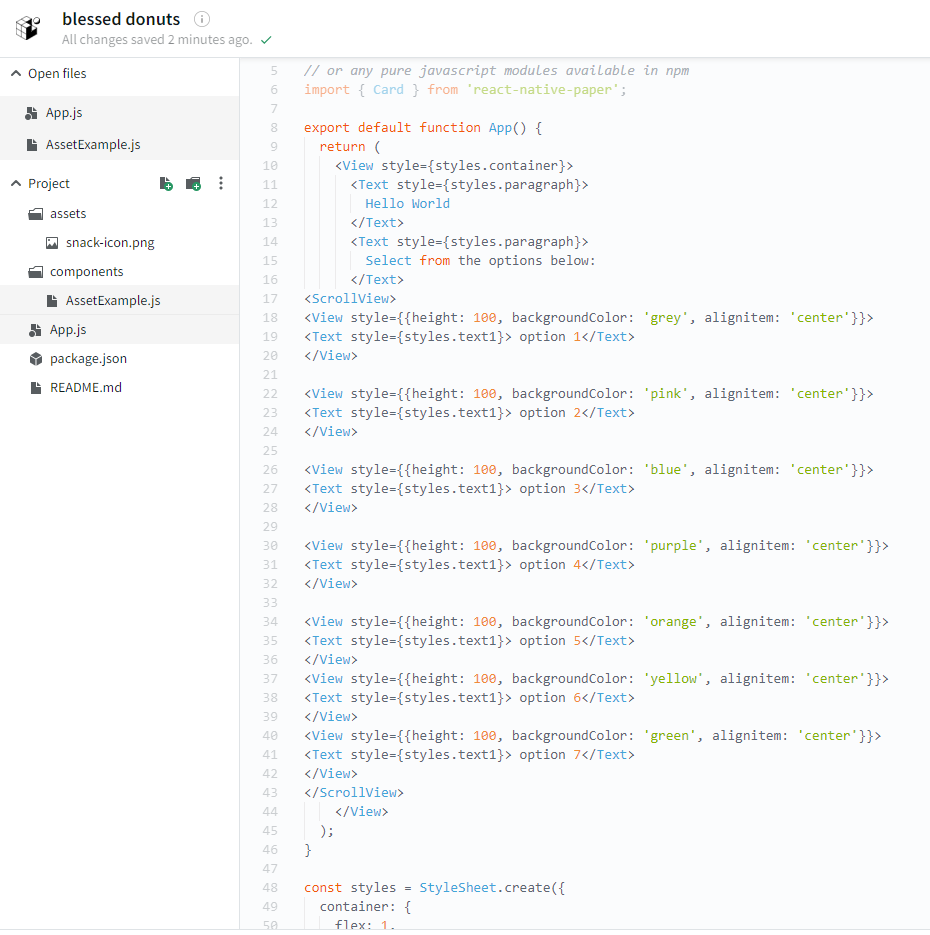 blessed donuts
All changes saved 2 minutes ago.
Open files
App.js
AssetExample.js
Project
assets
snack-icon.png
components
AssetExample.js
App.js
package.json
README.md
5 // or any pure javascript modules available in npm
6 import { Card } from 'react-native-paper';
7
8 export default function App() {
9 return (
10 <View style={styles.container}>
11 <Text style={styles.paragraph}>
12 Hello World
13 </Text>
14 <Text style={styles.paragraph}>
15 Select from the options below:
16 </Text>
17 <ScrollView>
18 <View style={{height: 100, backgroundColor: 'grey', alignitem: 'center'}}>
19 <Text style={styles.text1}> option 1</Text>
20 </View>
21
22 <View style={{height: 100, backgroundColor: 'pink', alignitem: 'center'}}>
23 <Text style={styles.text1}> option 2</Text>
24 </View>
25
26 <View style={{height: 100, backgroundColor: 'blue', alignitem: 'center'}}>
27 <Text style={styles.text1}> option 3</Text>
28 </View>
29
30 <View style={{height: 100, backgroundColor: 'purple', alignitem: 'center'}}>
31 <Text style={styles.text1}> option 4</Text>
32 </View>
33
34 <View style={{height: 100, backgroundColor: 'orange', alignitem: 'center'}}>
35 <Text style={styles.text1}> option 5</Text>
36 </View>
37 <View style={{height: 100, backgroundColor: 'yellow', alignitem: 'center'}}>
38 <Text style={styles.text1}> option 6</Text>
39 </View>
40 <View style={{height: 100, backgroundColor: 'green', alignitem: 'center'}}>
41 <Text style={styles.text1}> option 7</Text>
42 </View>
43 </ScrollView>
44 </View>
45 );
46 }
47
48 const styles = StyleSheet.create({
49 container: {
50 flex: 1,